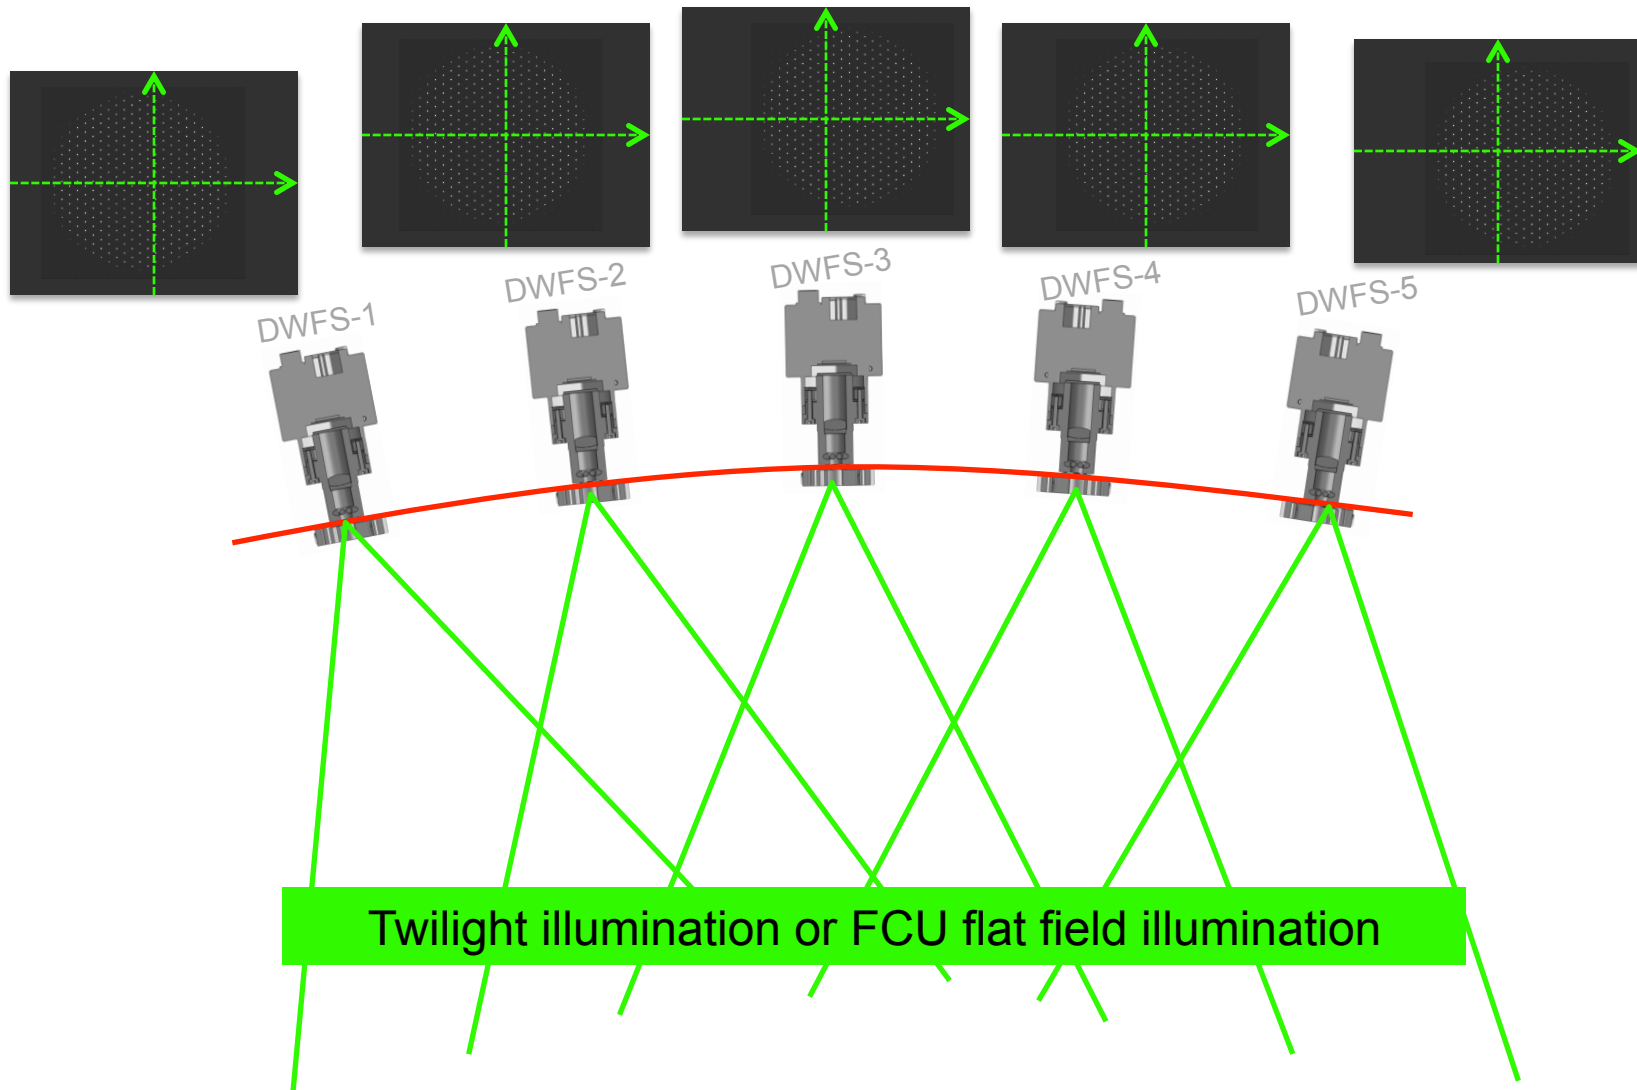 DWFS-1
DWFS-2
DWFS-3
DWFS-4
DWFS-5
Twilight illumination or FCU flat field illumination